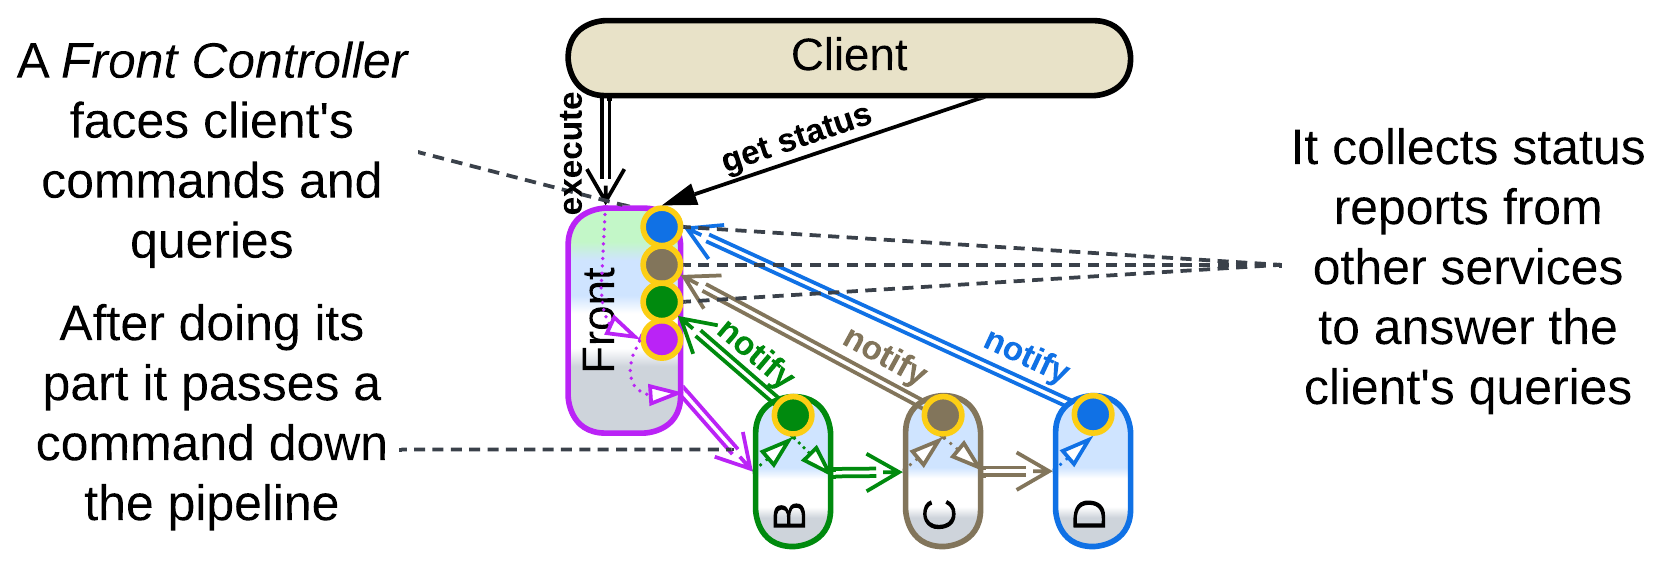 A Front Controller
faces client's
commands and
queries
After doing its
part it passes a
command down
the pipeline
Client
execute
get status
Front
notify
notify
notify
B
C
D
It collects status
reports from
other services
to answer the
client's queries